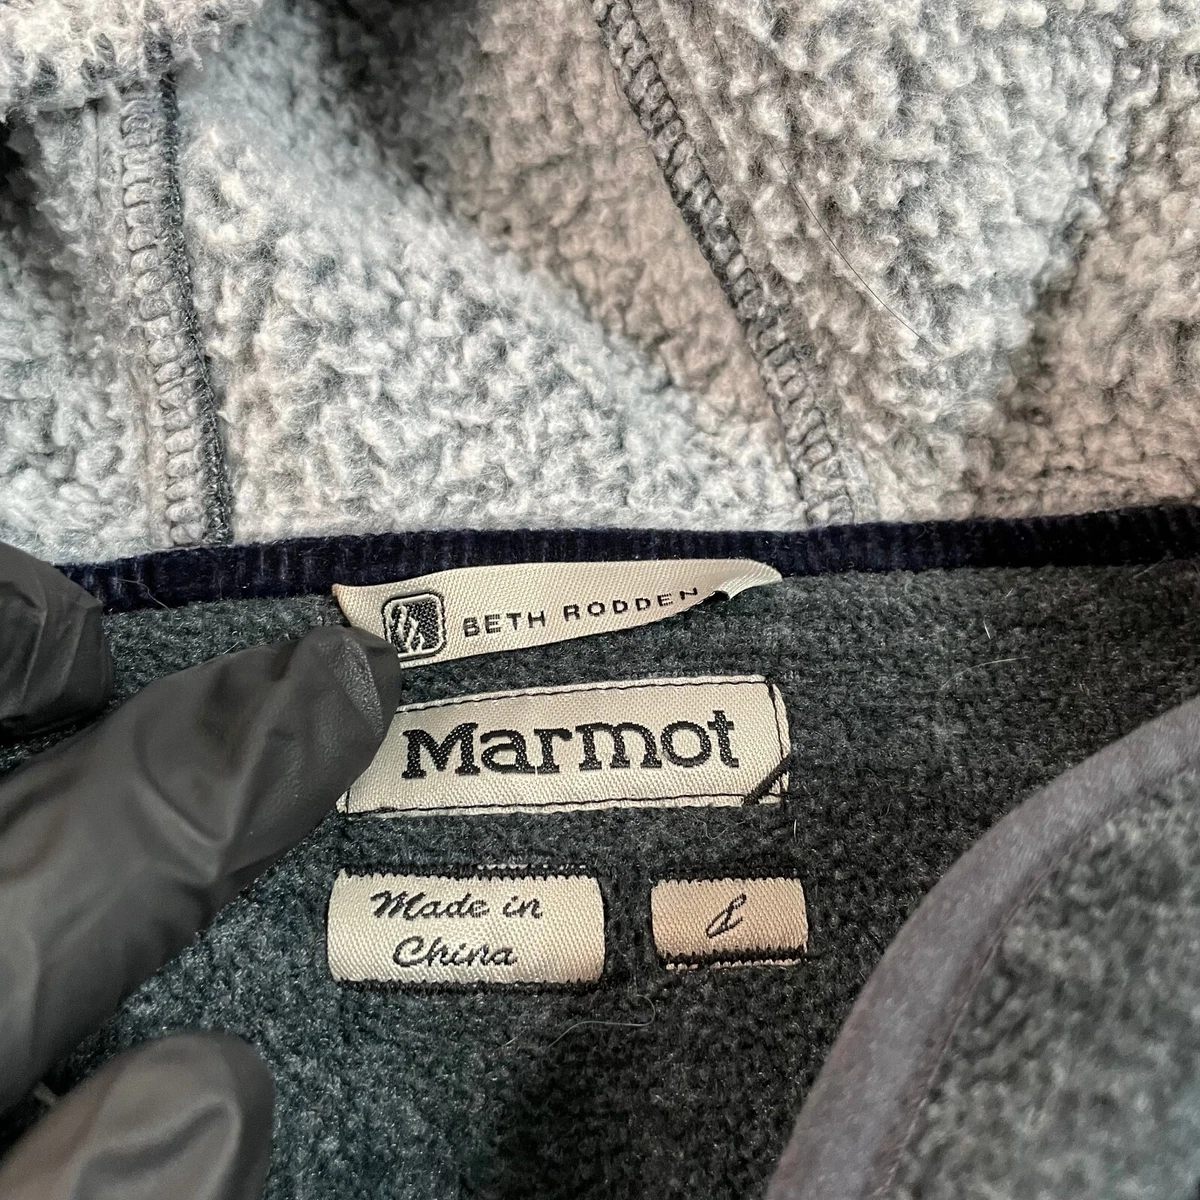 BETH RODDEN
Marmot
Made in
China
L